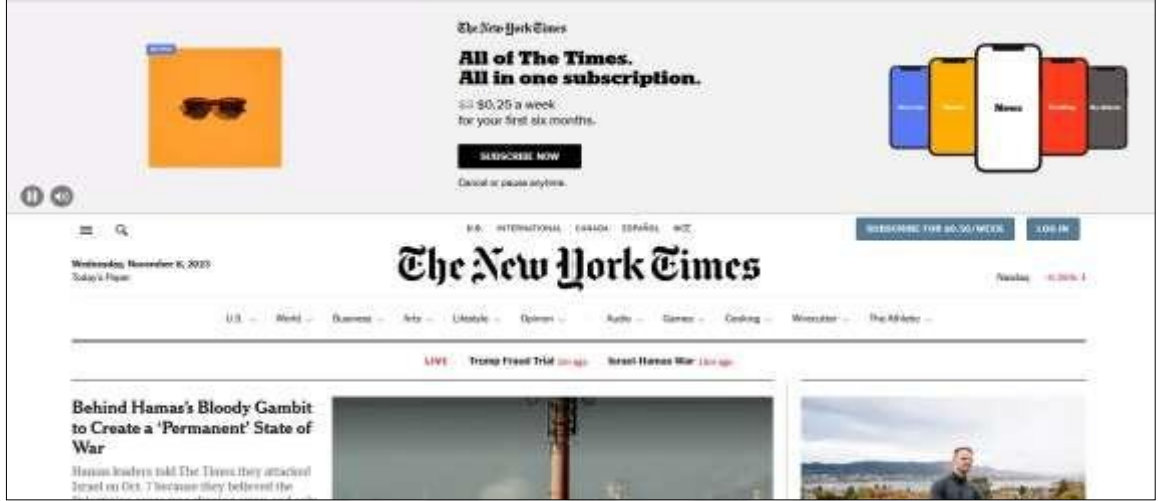 The New York Times
All of The Times.
All in one subscription.
$3 $0.25 a week
for your first six months.
SUBSCRIBE NOW
Cancel or pause anytime.
News
U.S. INTERNATIONAL CANADA ESPAÑOL 中文
SUBSCRIBE FOR $0.50/WEEK LOG IN
Wednesday, November 8, 2023
Today's Paper
The New York Times
Nasdaq
U.S. World Business Arts Lifestyle Opinion Audio Games Cooking Wirecutter The Athletic
LIVE Trump Fraud Trial Israel-Hamas War
Behind Hamas's Bloody Gambit
to Create a 'Permanent' State of
War
Hamas leaders told The Times they attacked
Israel on Oct. 7 because they believed the